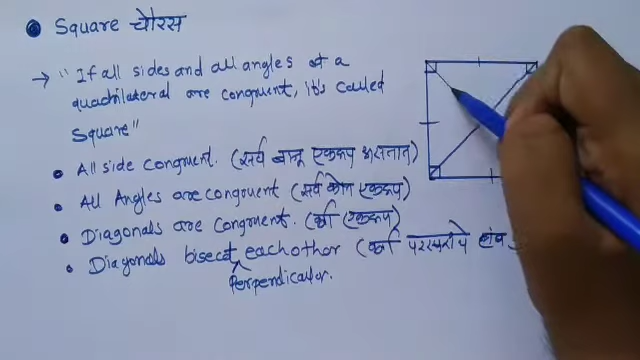 Square चौरस
→ "If all sides and all angles of a
quadrilateral are congruent, it's called
Square"
All side congruent. (सर्व बाजू एकरूप असतात)
All Angles are congruent (सर्व कोन एकरूप)
Diagonals are congruent. (कर्ण एकरूप)
Diagonals bisect eachother (कर्ण परस्परांचे लंब
Perpendicular.